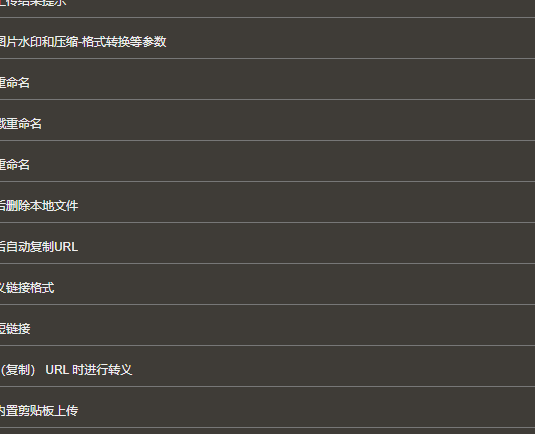 上传结果提示
图片水印和压缩-格式转换等参数
重命名
戳重命名
重命名
后删除本地文件
后自动复制URL
义链接格式
短链接
（复制） URL 时进行转义
内置剪贴板上传